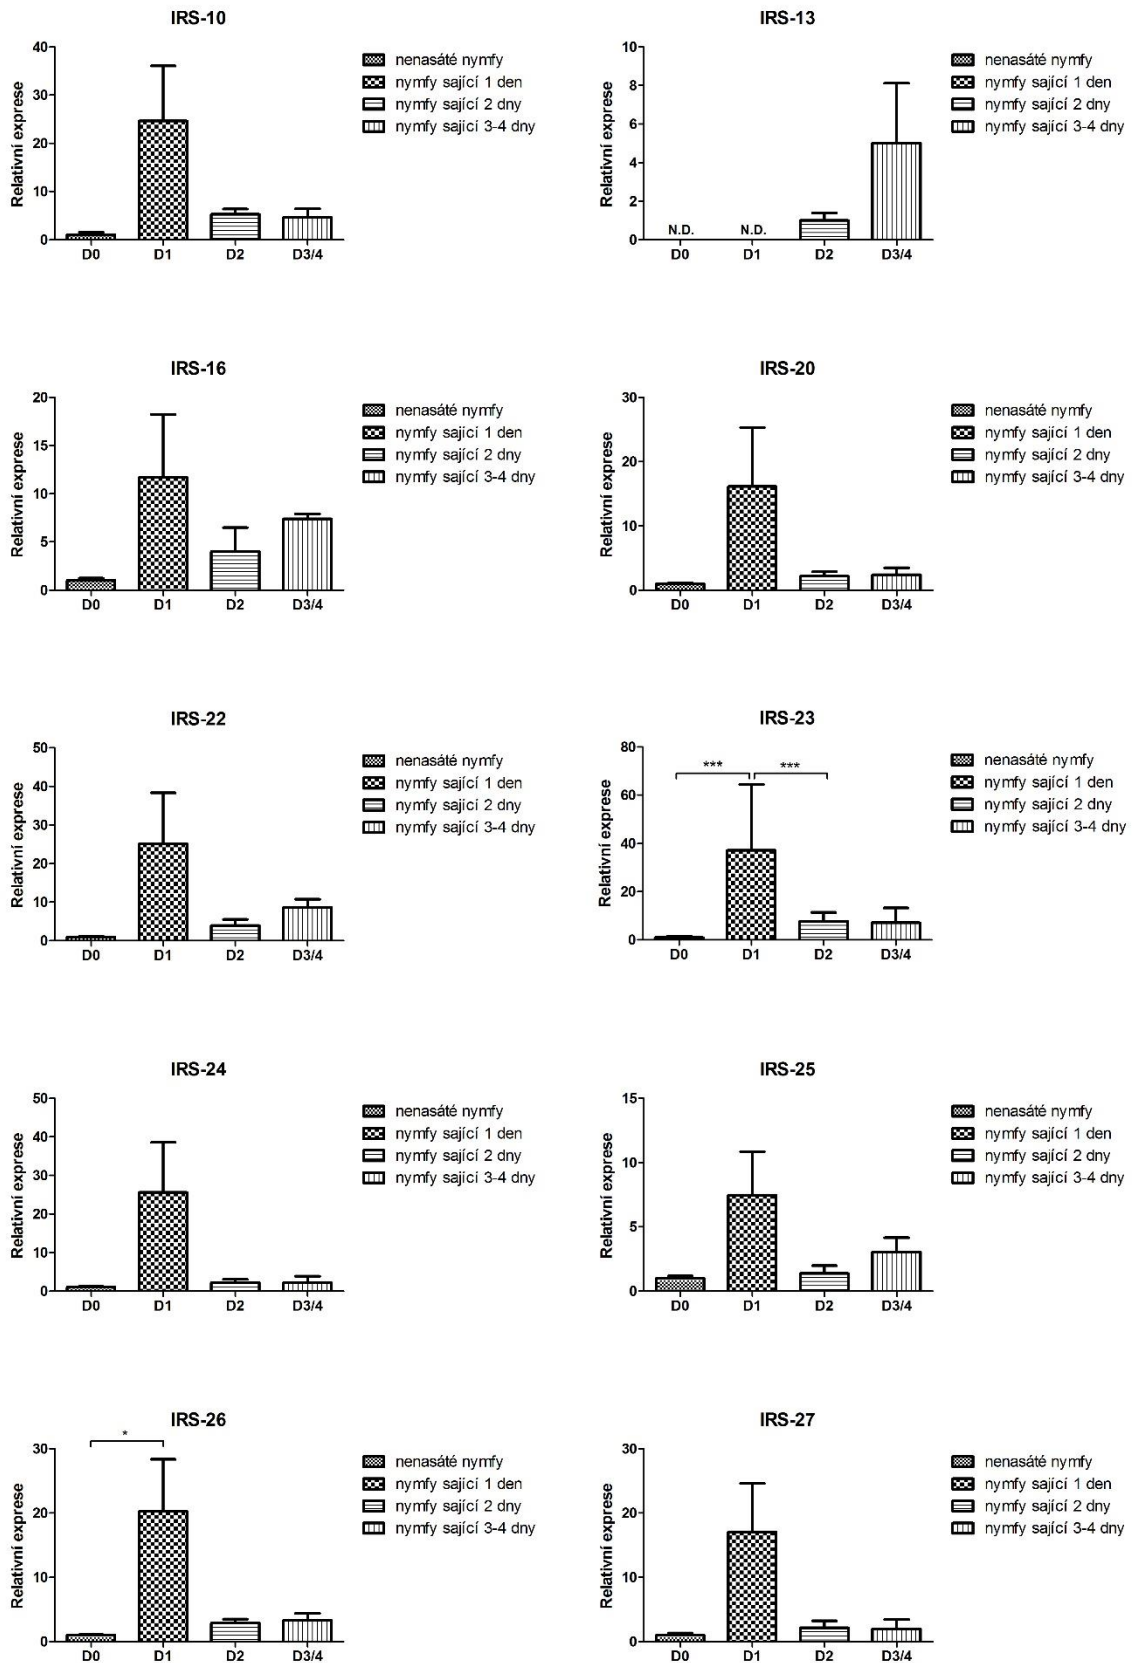 IRS-10
Relativní exprese
40
30
20
10
0
D0 D1 D2 D3/4
nenasáté nymfy
nymfy sající 1 den
nymfy sající 2 dny
nymfy sající 3-4 dny
IRS-13
Relativní exprese
10
8
6
4
2
0
N.D. N.D.
D0 D1 D2 D3/4
nenasáté nymfy
nymfy sající 1 den
nymfy sající 2 dny
nymfy sající 3-4 dny
IRS-16
Relativní exprese
20
15
10
5
0
D0 D1 D2 D3/4
nenasáté nymfy
nymfy sající 1 den
nymfy sající 2 dny
nymfy sající 3-4 dny
IRS-20
Relativní exprese
30
20
10
0
D0 D1 D2 D3/4
nenasáté nymfy
nymfy sající 1 den
nymfy sající 2 dny
nymfy sající 3-4 dny
IRS-22
Relativní exprese
50
40
30
20
10
0
D0 D1 D2 D3/4
nenasáté nymfy
nymfy sající 1 den
nymfy sající 2 dny
nymfy sající 3-4 dny
IRS-23
Relativní exprese
80
60
40
20
0
*** ***
D0 D1 D2 D3/4
nenasáté nymfy
nymfy sající 1 den
nymfy sající 2 dny
nymfy sající 3-4 dny
IRS-24
Relativní exprese
50
40
30
20
10
0
D0 D1 D2 D3/4
nenasáté nymfy
nymfy sající 1 den
nymfy sající 2 dny
nymfy sající 3-4 dny
IRS-25
Relativní exprese
15
10
5
0
D0 D1 D2 D3/4
nenasáté nymfy
nymfy sající 1 den
nymfy sající 2 dny
nymfy sající 3-4 dny
IRS-26
Relativní exprese
30
20
10
0
*
D0 D1 D2 D3/4
nenasáté nymfy
nymfy sající 1 den
nymfy sající 2 dny
nymfy sající 3-4 dny
IRS-27
Relativní exprese
30
20
10
0
D0 D1 D2 D3/4
nenasáté nymfy
nymfy sající 1 den
nymfy sající 2 dny
nymfy sající 3-4 dny